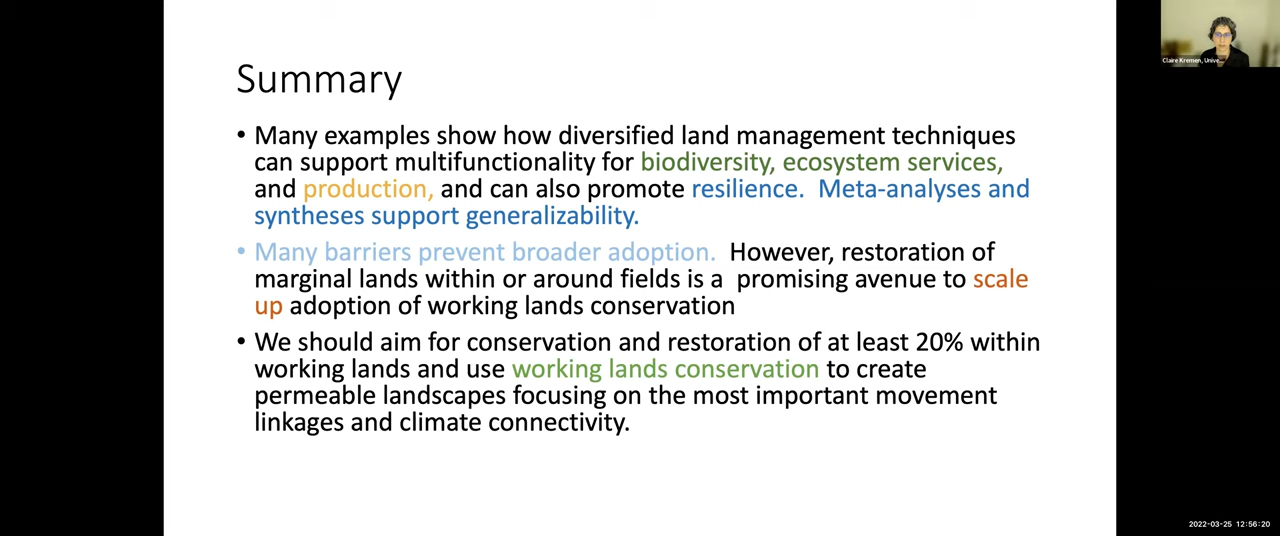 Summary
• Many examples show how diversified land management techniques
can support multifunctionality for biodiversity, ecosystem services,
and production, and can also promote resilience. Meta-analyses and
syntheses support generalizability.
• Many barriers prevent broader adoption. However, restoration of
marginal lands within or around fields is a promising avenue to scale
up adoption of working lands conservation
• We should aim for conservation and restoration of at least 20% within
working lands and use working lands conservation to create
permeable landscapes focusing on the most important movement
linkages and climate connectivity.
Claire Kremen, Unive...
2022-03-25 12:56:20